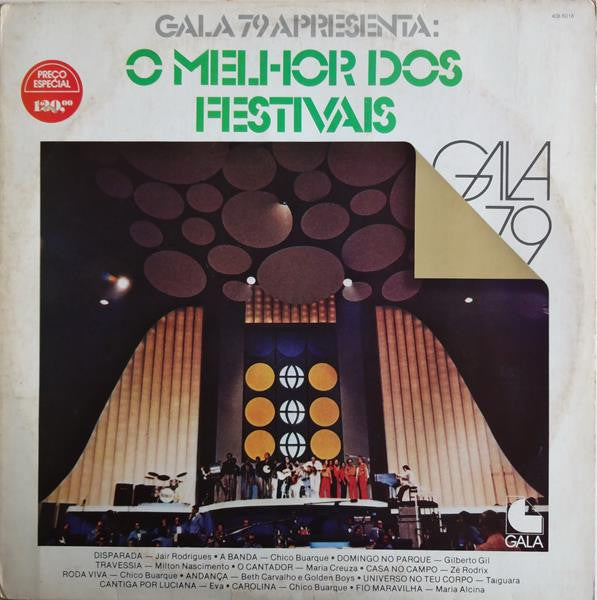 GALA 79 APRESENTA:
403.6018
O MELHOR DOS
FESTIVAIS
PREÇO
ESPECIAL
120,00
GALA
79
GALA
DISPARADA — Jair Rodrigues • A BANDA — Chico Buarque • DOMINGO NO PARQUE — Gilberto Gil
TRAVESSIA — Milton Nascimento • O CANTADOR — Maria Creuza • CASA NO CAMPO — Zé Rodrix
RODA VIVA — Chico Buarque • ANDANÇA — Beth Carvalho e Golden Boys • UNIVERSO NO TEU CORPO — Taiguara
CANTIGA POR LUCIANA — Eva • CAROLINA — Chico Buarque • FIO MARAVILHA — Maria Alcina